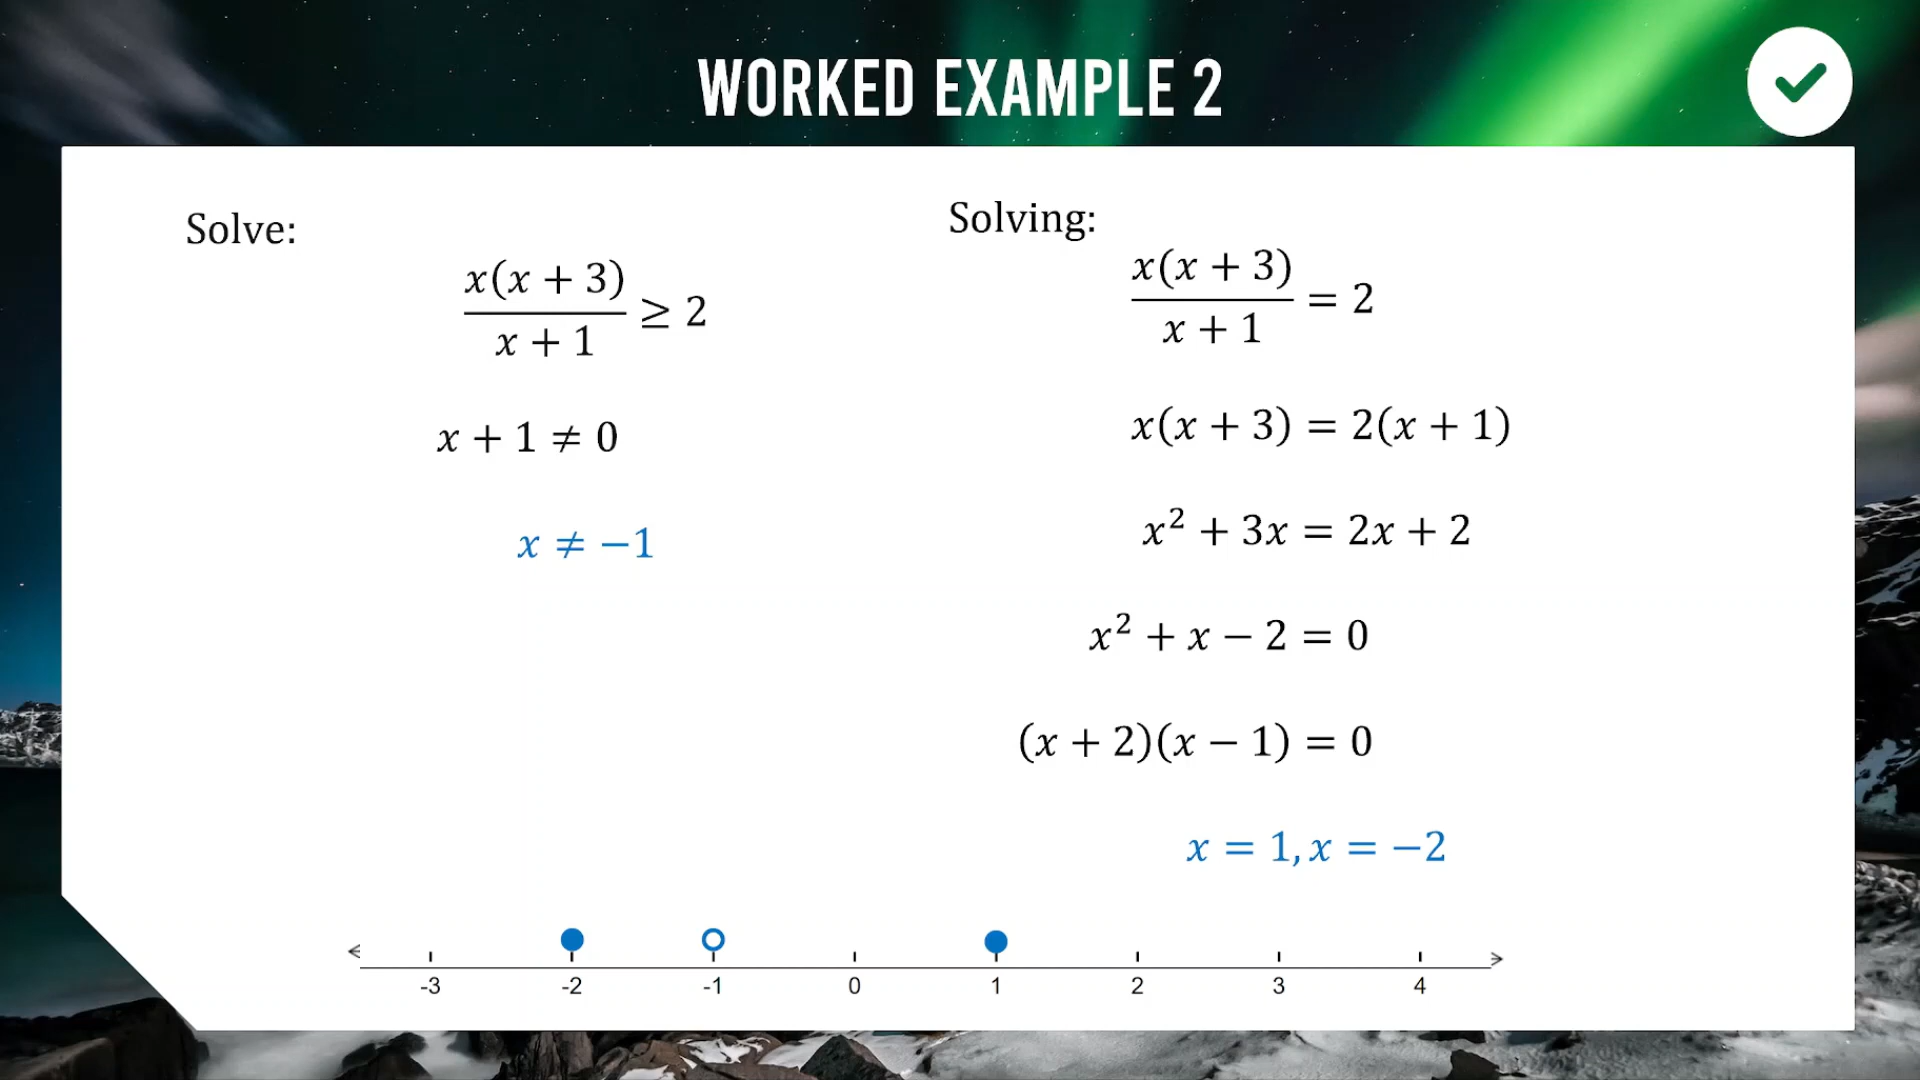 WORKED EXAMPLE 2
Solve:
x(x + 3)
x + 1
≥ 2
x + 1 ≠ 0
x ≠ −1
Solving:
x(x + 3)
x + 1
= 2
x(x + 3) = 2(x + 1)
x² + 3x = 2x + 2
x² + x − 2 = 0
(x + 2)(x − 1) = 0
x = 1, x = −2
-3 -2 -1 0 1 2 3 4